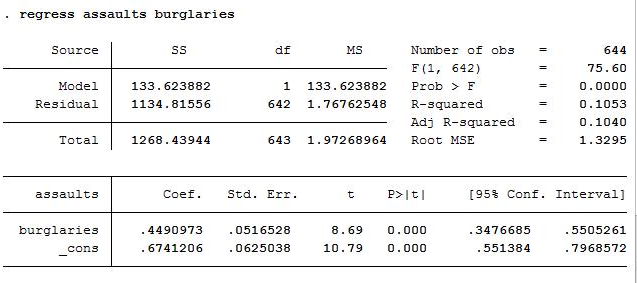 . regress assaults burglaries
Source SS df MS Number of obs = 644
F(1, 642) = 75.60
Model 133.623882 1 133.623882 Prob > F = 0.0000
Residual 1134.81556 642 1.76762548 R-squared = 0.1053
Adj R-squared = 0.1040
Total 1268.43944 643 1.97268964 Root MSE = 1.3295
assaults Coef. Std. Err. t P>|t| [95% Conf. Interval]
burglaries .4490973 .0516528 8.69 0.000 .3476685 .5505261
_cons .6741206 .0625038 10.79 0.000 .551384 .7968572